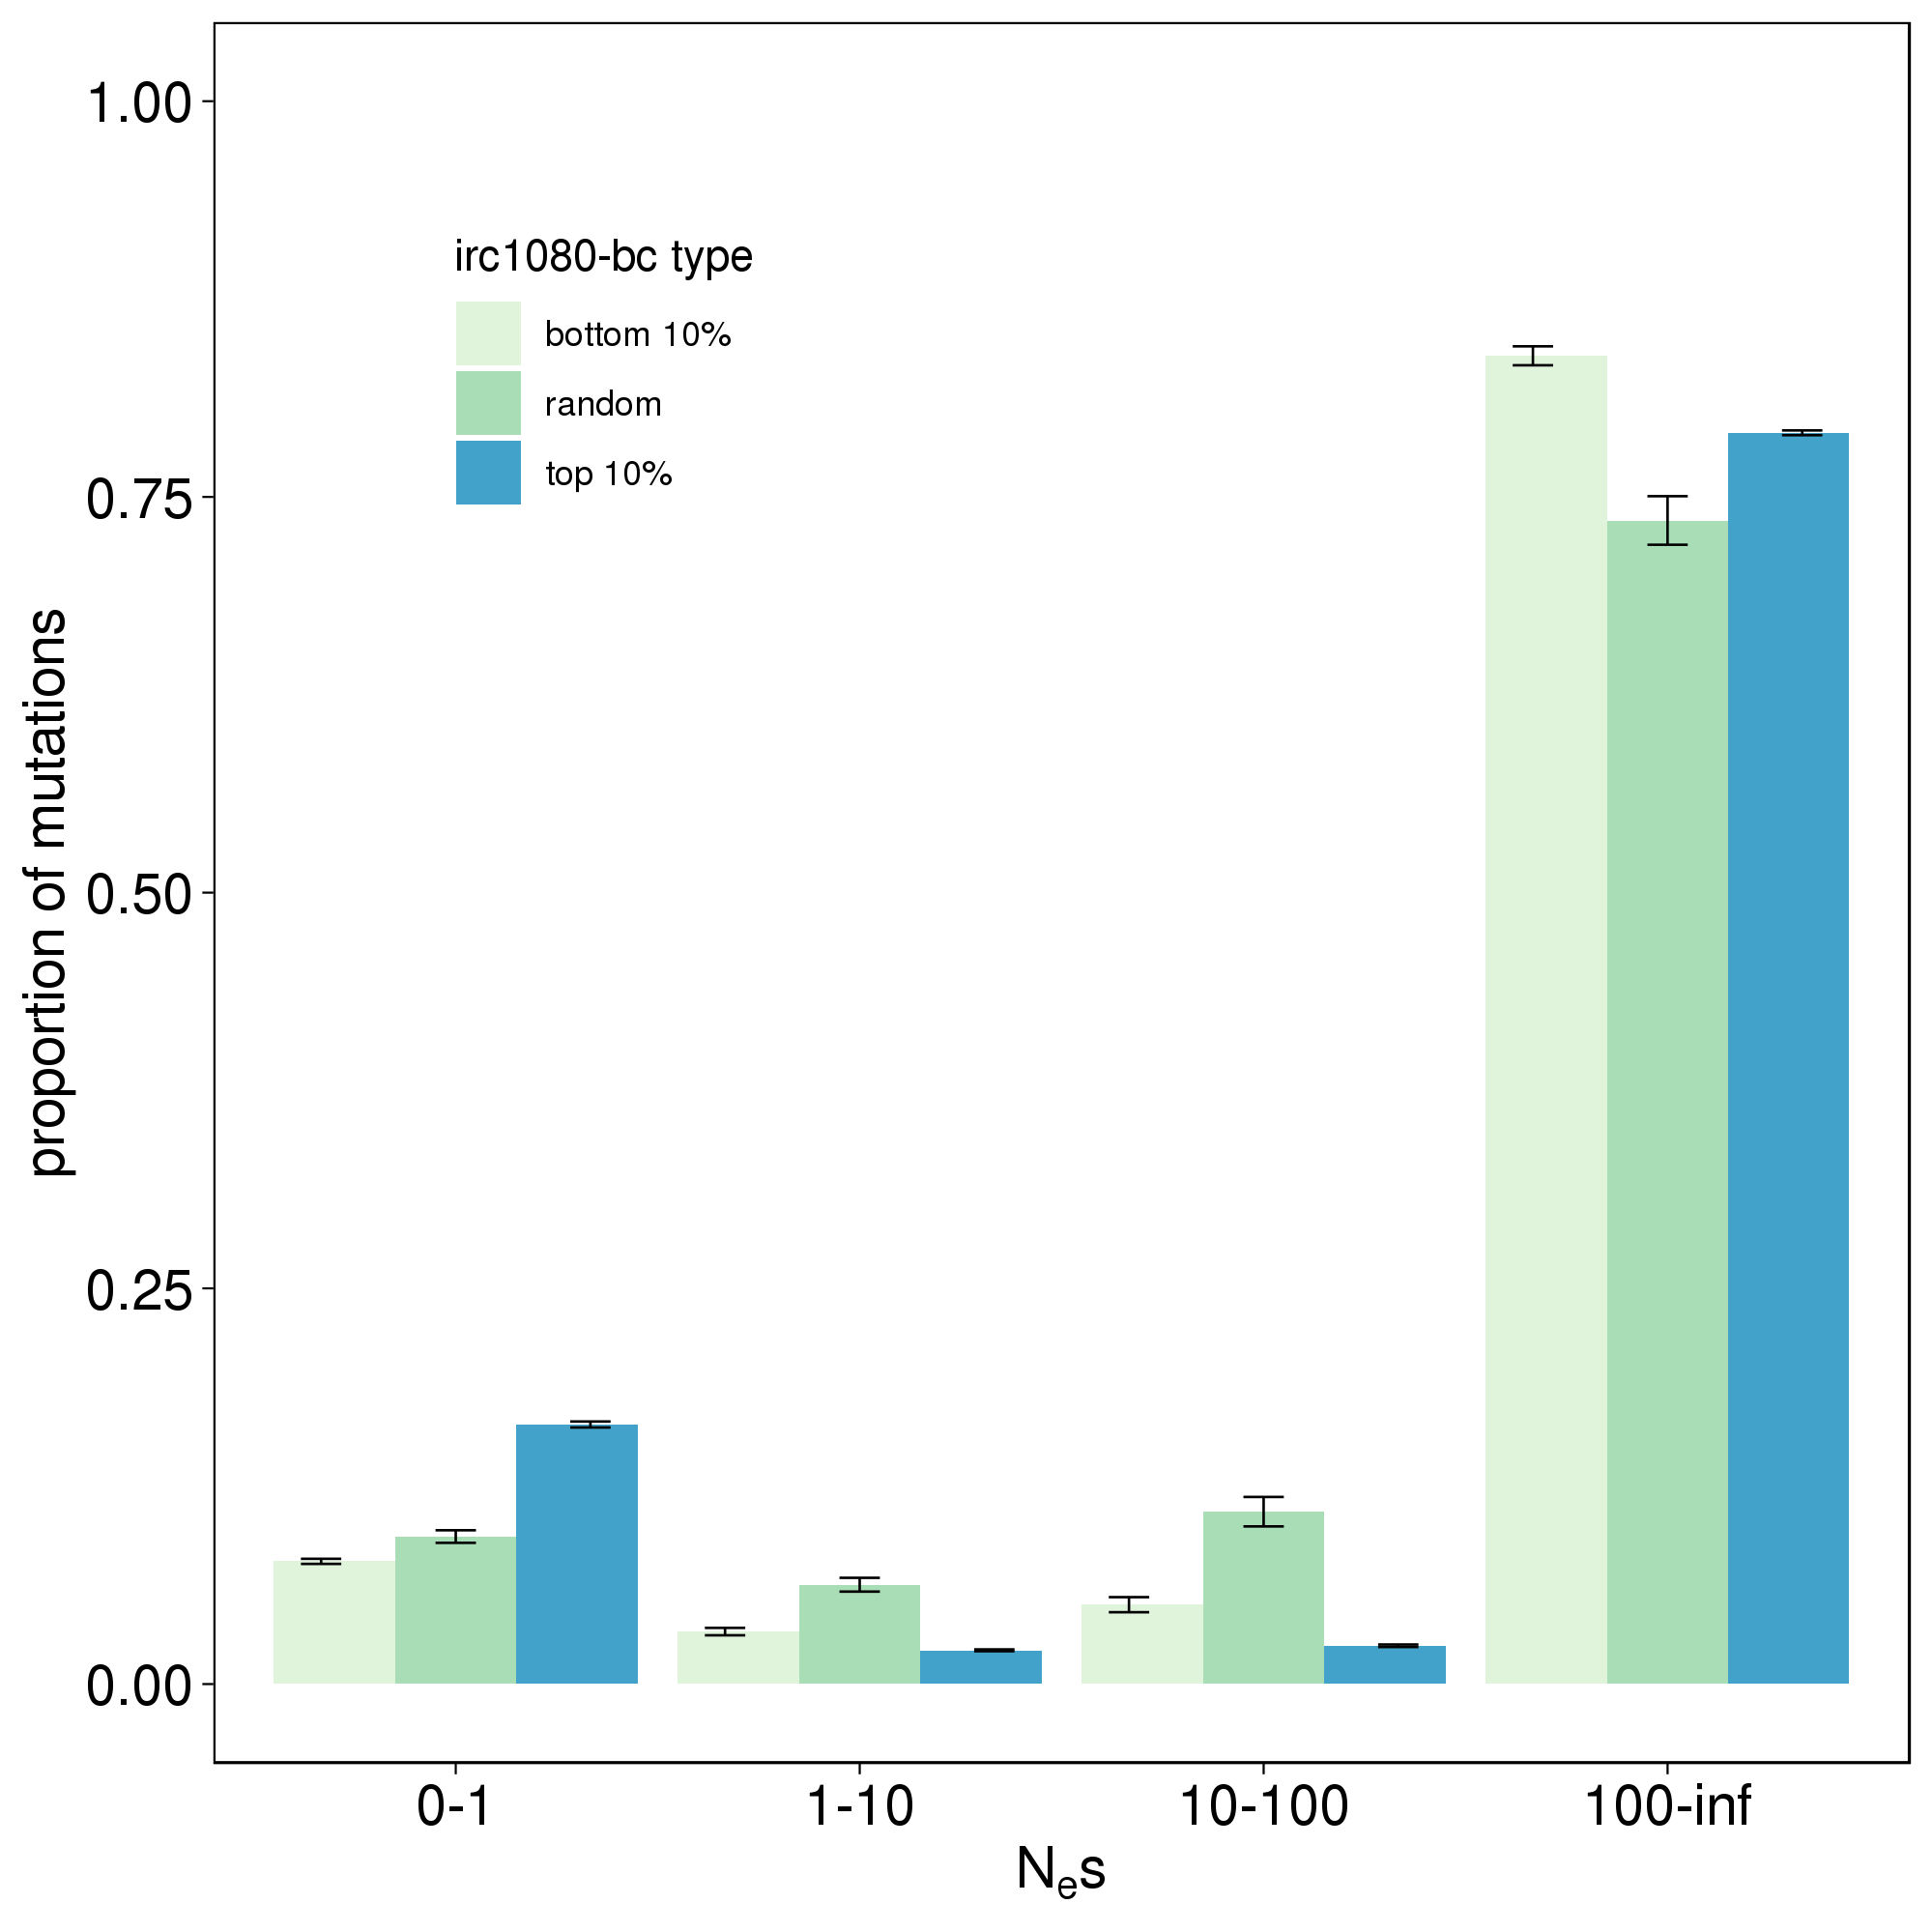 irc1080-bc type
bottom 10%
random
top 10%
1.00
0.75
0.50
0.25
0.00
proportion of mutations
0-1
1-10
10-100
100-inf
Nes